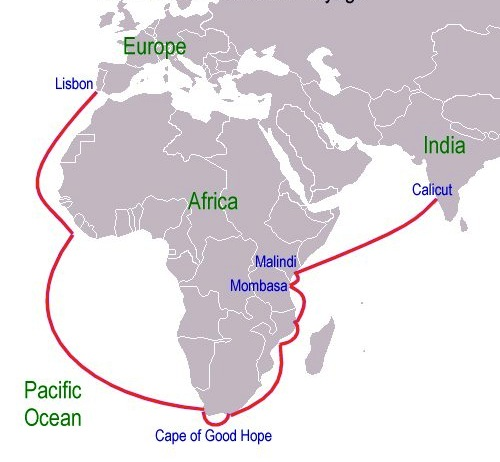 Europe
Lisbon
India
Calicut
Africa
Malindi
Mombasa
Pacific
Ocean
Cape of Good Hope